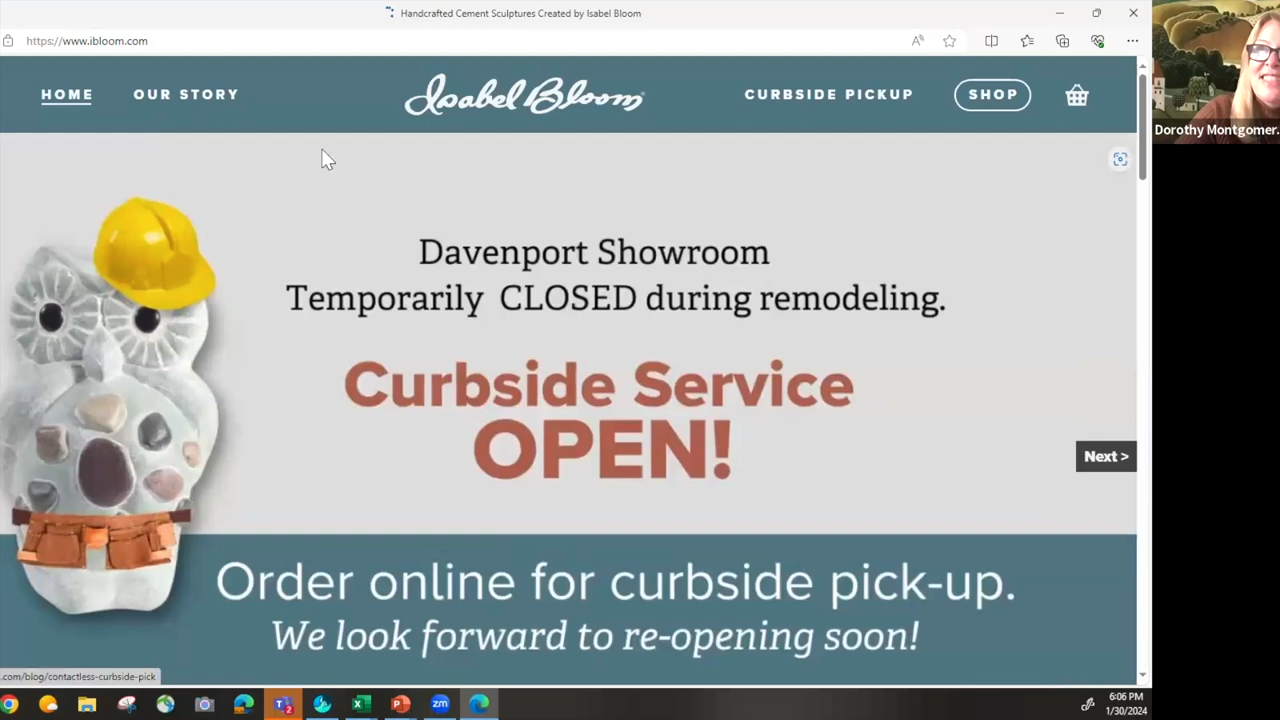 Handcrafted Cement Sculptures Created by Isabel Bloom
https://www.ibloom.com
HOME
OUR STORY
Isabel Bloom
CURBSIDE PICKUP
SHOP
Dorothy Montgomer.
Davenport Showroom
Temporarily CLOSED during remodeling.
Curbside Service
OPEN!
Next >
Order online for curbside pick-up.
We look forward to re-opening soon!
.com/blog/contactless-curbside-pick
6:06 PM
1/30/2024